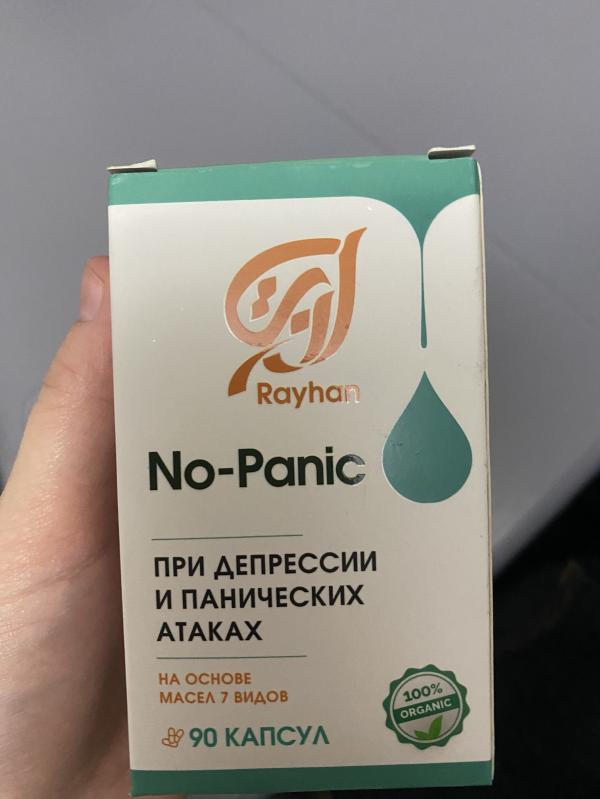 Rayhan
No-Panic
ПРИ ДЕПРЕССИИ
И ПАНИЧЕСКИХ
АТАКАХ
НА ОСНОВЕ
МАСЕЛ 7 ВИДОВ
90 КАПСУЛ
100%
ORGANIC